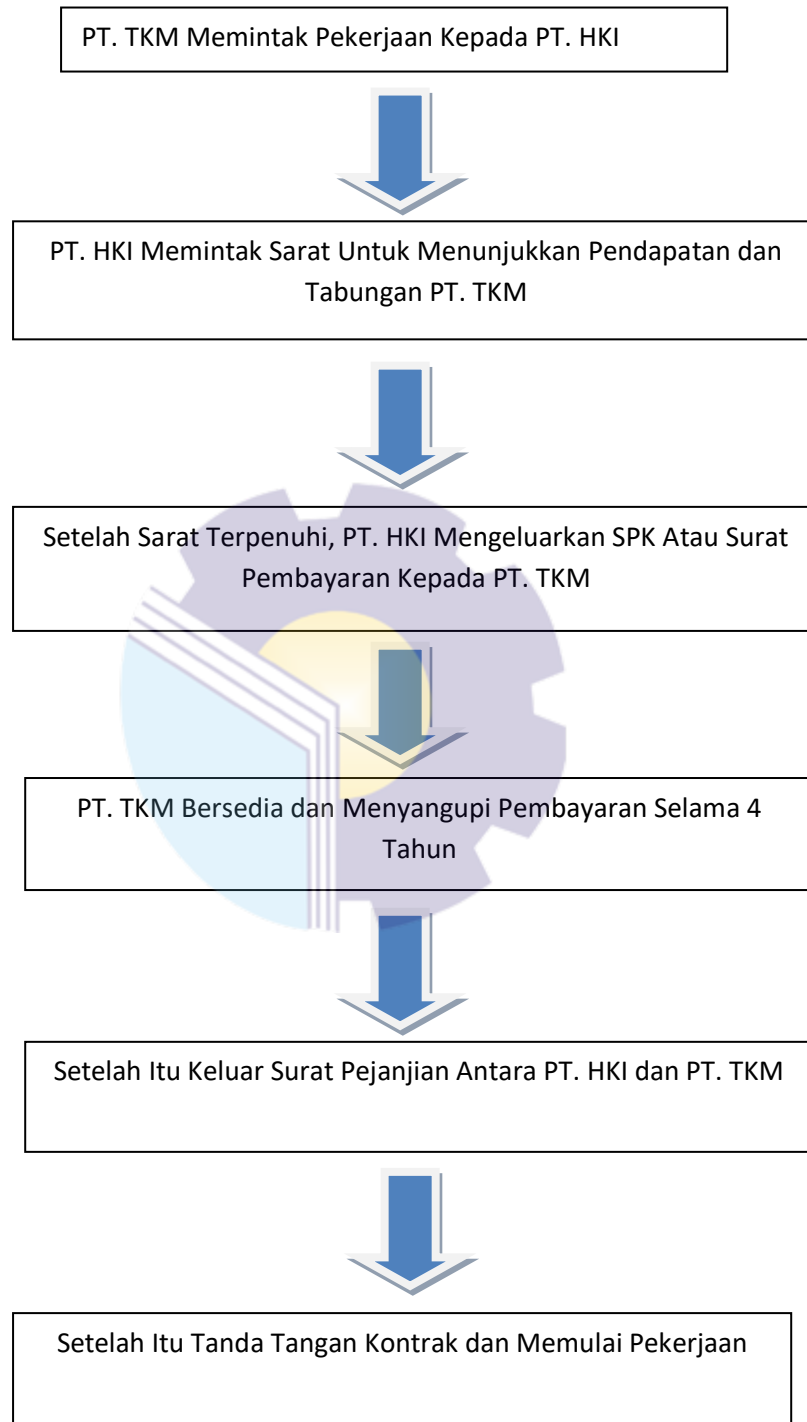 PT. TKM Memintak Pekerjaan Kepada PT. HKI
PT. HKI Memintak Sarat Untuk Menunjukkan Pendapatan dan
Tabungan PT. TKM
Setelah Sarat Terpenuhi, PT. HKI Mengeluarkan SPK Atau Surat
Pembayaran Kepada PT. TKM
PT. TKM Bersedia dan Menyangupi Pembayaran Selama 4
Tahun
Setelah Itu Keluar Surat Pejanjian Antara PT. HKI dan PT. TKM
Setelah Itu Tanda Tangan Kontrak dan Memulai Pekerjaan